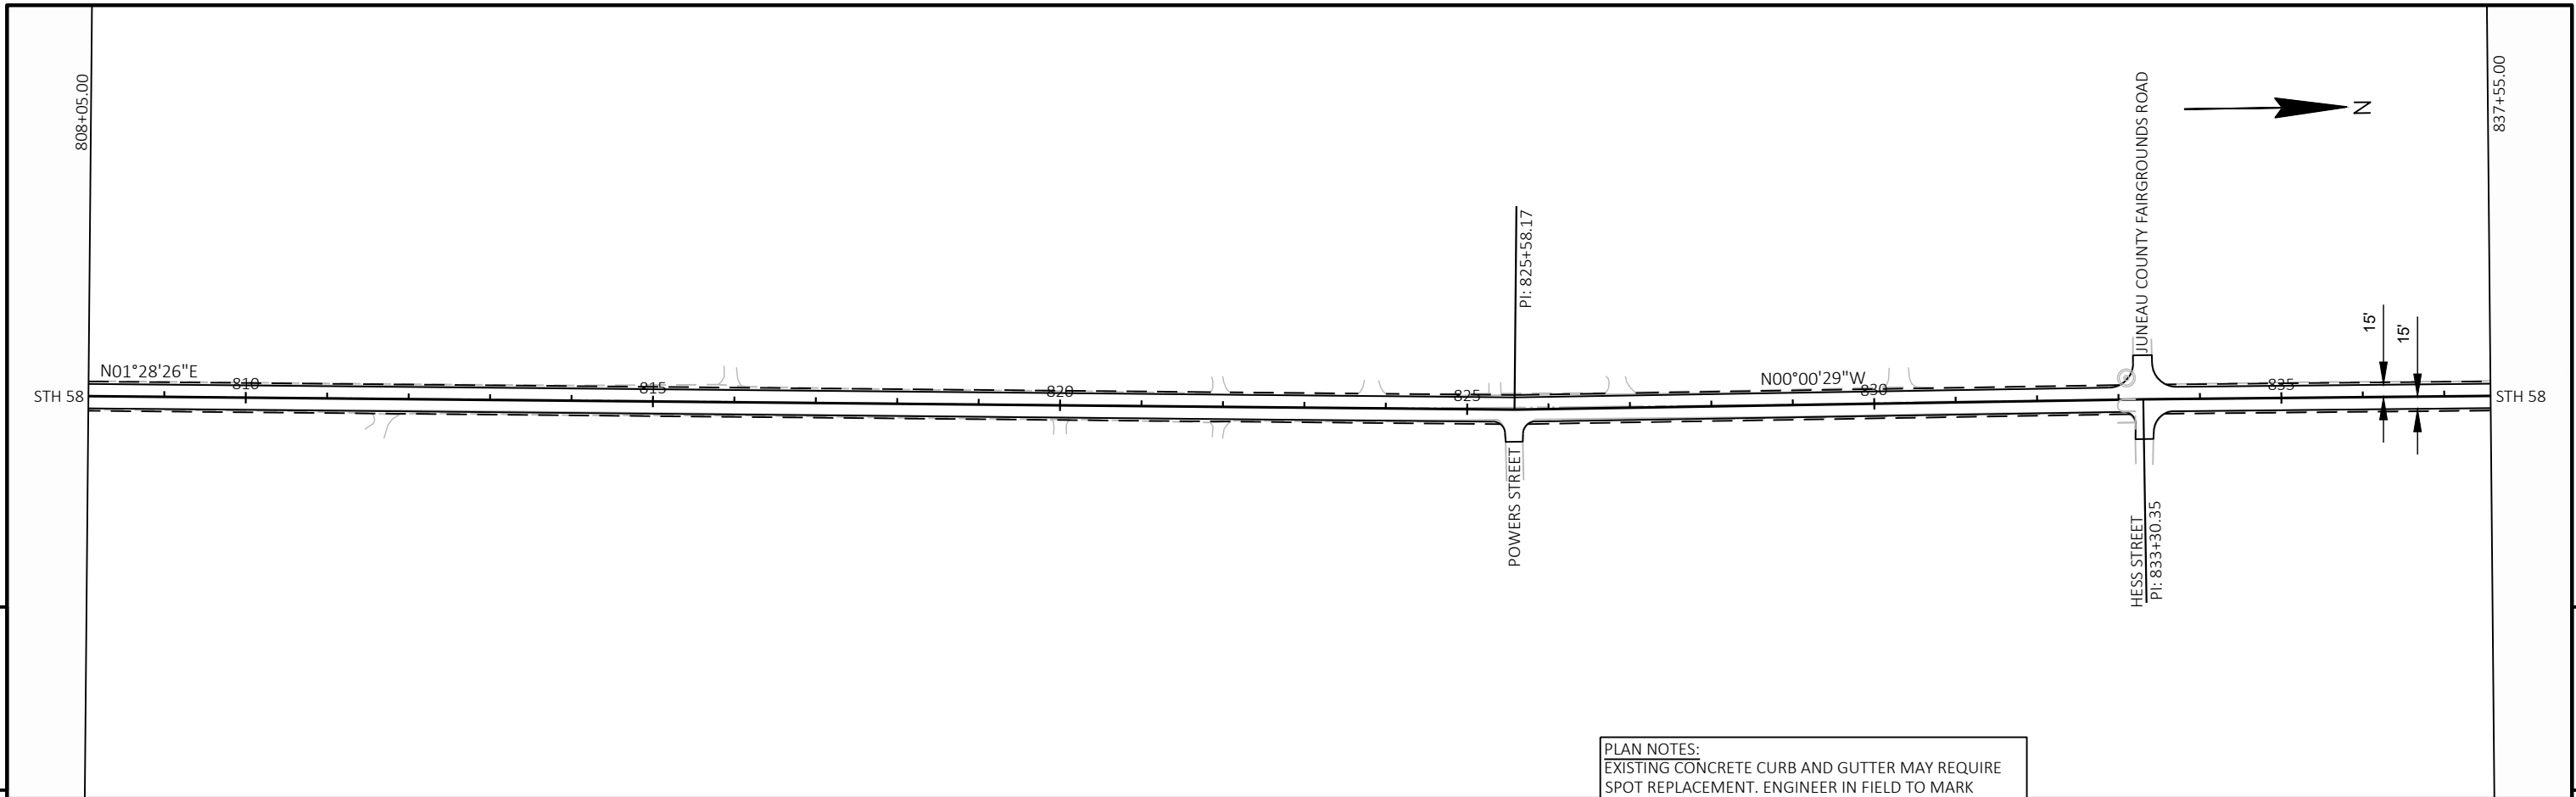 808+05.00
837+55.00
JUNEAU COUNTY FAIRGROUNDS ROAD
N
PI: 825+58.17
15'
15'
N01°28'26"E
N00°00'29"W
810
815
820
825
830
835
STH 58
STH 58
POWERS STREET
HESS STREET
PI: 833+30.35
PLAN NOTES:
EXISTING CONCRETE CURB AND GUTTER MAY REQUIRE
SPOT REPLACEMENT. ENGINEER IN FIELD TO MARK